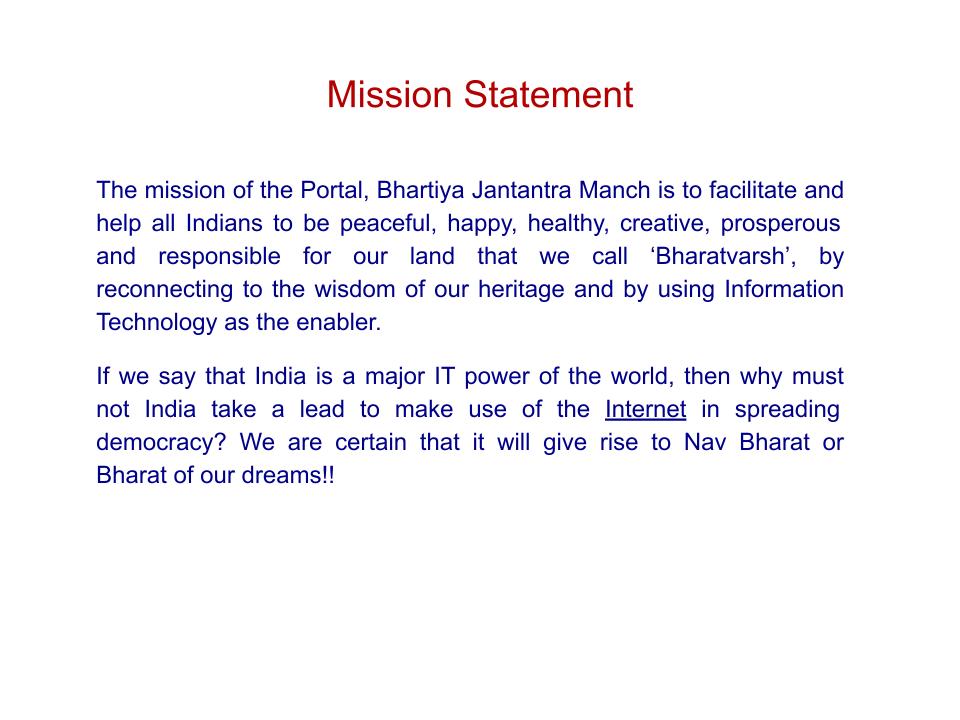 Mission Statement
The mission of the Portal, Bhartiya Jantantra Manch is to facilitate and
help all Indians to be peaceful, happy, healthy, creative, prosperous
and responsible for our land that we call ‘Bharatvarsh’, by
reconnecting to the wisdom of our heritage and by using Information
Technology as the enabler.
If we say that India is a major IT power of the world, then why must
not India take a lead to make use of the Internet in spreading
democracy? We are certain that it will give rise to Nav Bharat or
Bharat of our dreams!!